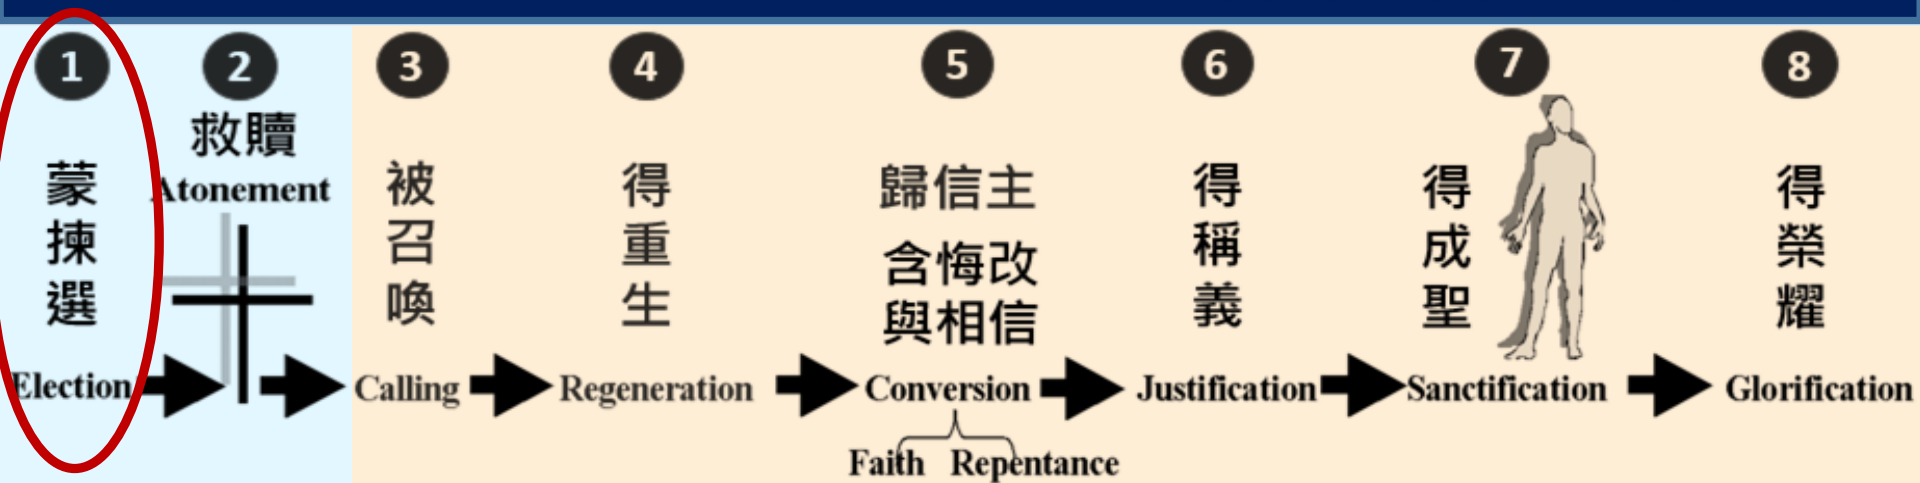 1
蒙揀選
Election
2
救贖
Atonement
3
被召喚
Calling
4
得重生
Regeneration
5
歸信主
含悔改
與相信
Conversion
Faith Repentance
6
得稱義
Justification
7
得成聖
Sanctification
8
得榮耀
Glorification